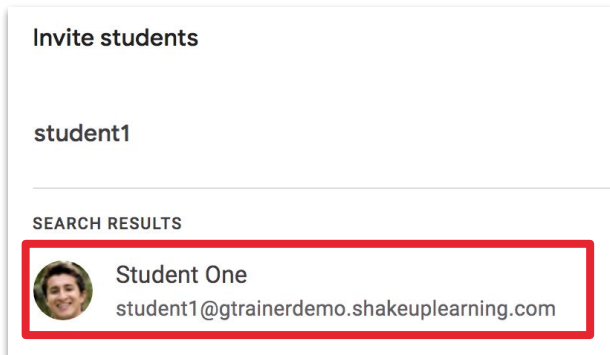 Invite students
student1
SEARCH RESULTS
Student One
student1@gtrainerdemo.shakeuplearning.com